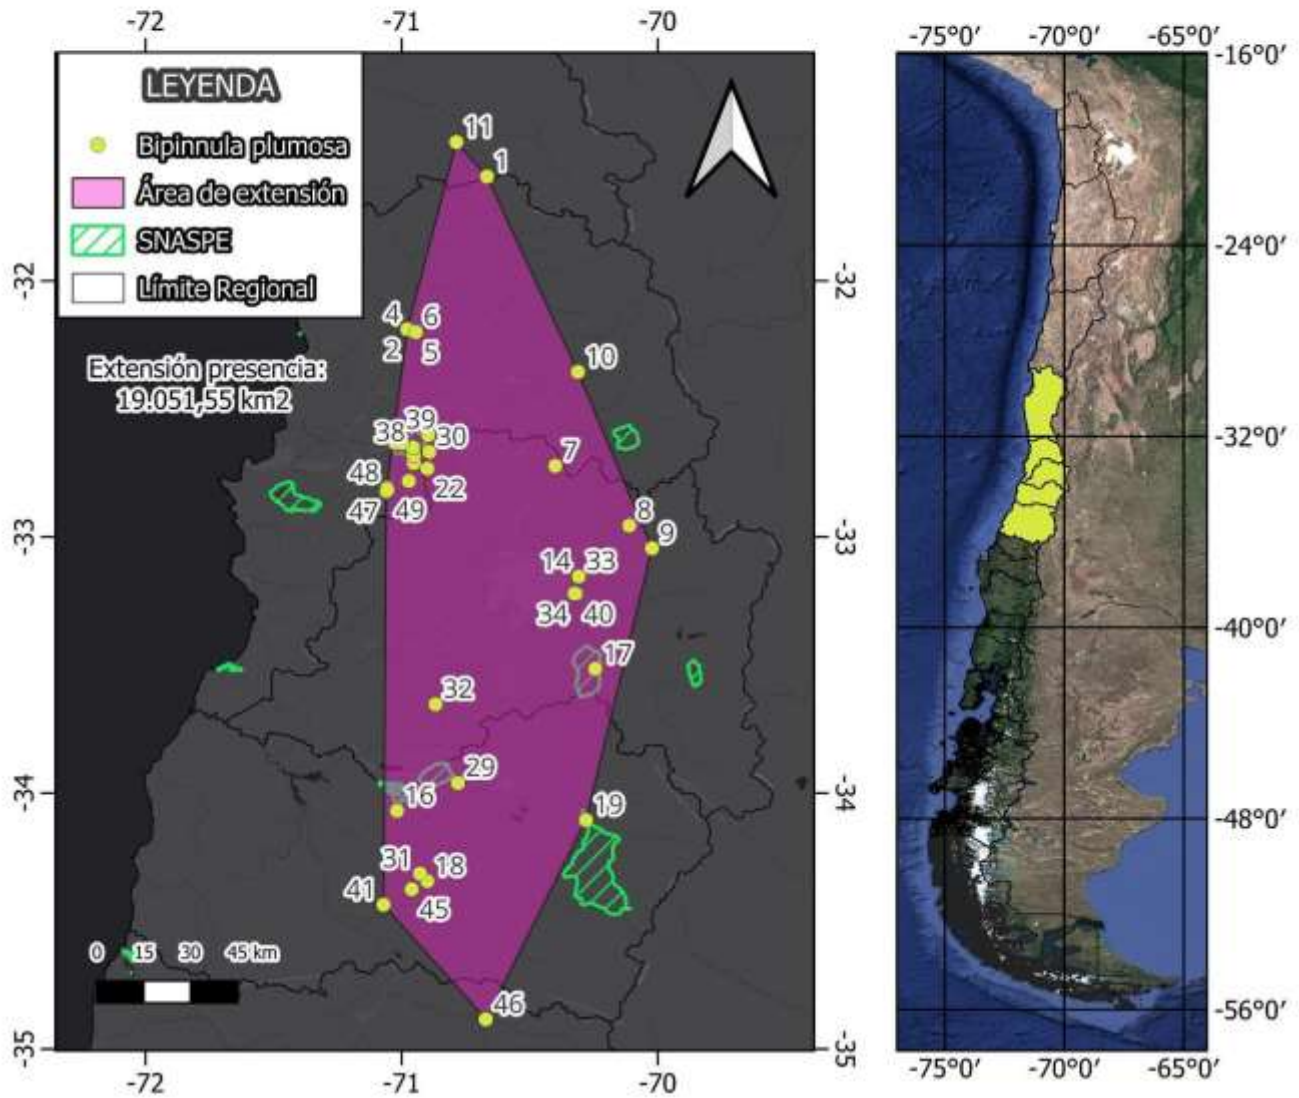 -72 -71 -70
LEYENDA
Bipinnula plumosa
Área de extensión
SNASPE
Límite Regional
Extensión presencia:
19.051,55 km2
11
1
-32 -32
4 6
2 5
10
39
38 30
7
48 22
47 49
8
-33 9 -33
14 33
34 40
17
32
29
-34 16 -34
19
31 18
41
45
0 15 30 45 km
46
-35 -35
-72 -71 -70
-75°0' -70°0' -65°0'
-16°0'
-24°0'
-32°0'
-40°0'
-48°0'
-56°0'
-75°0' -70°0' -65°0'